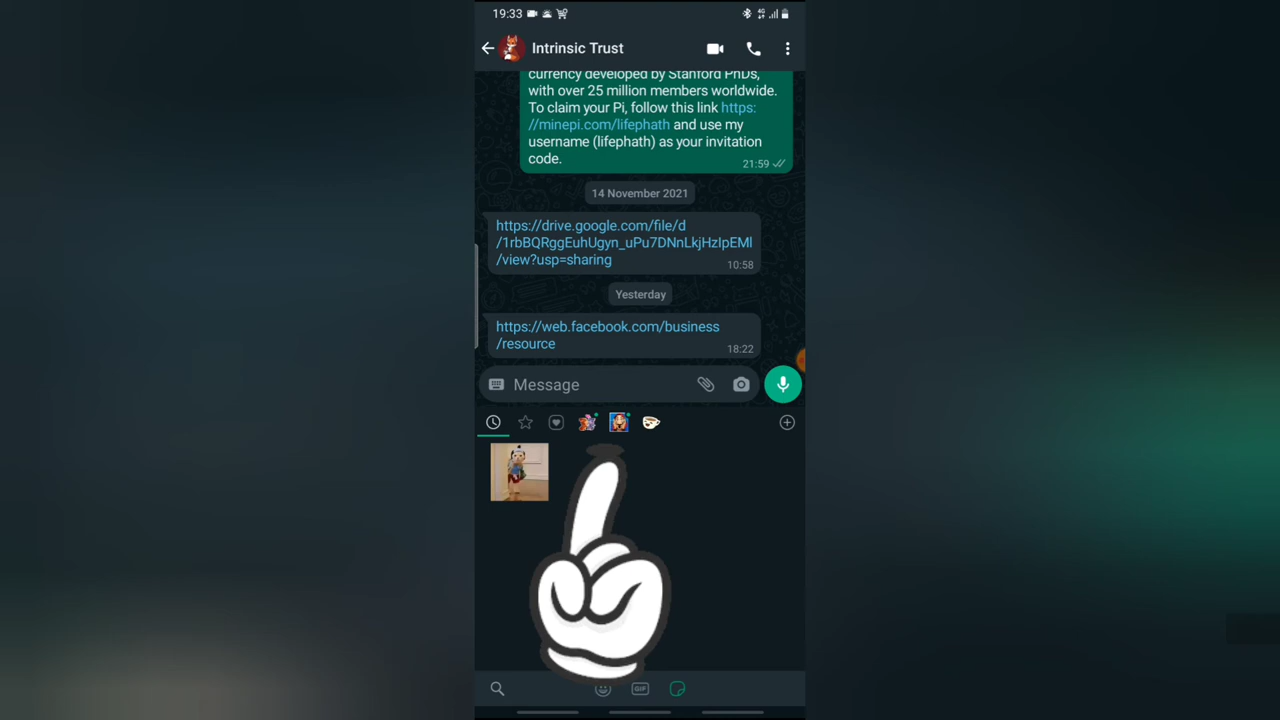 19:33
4G
Intrinsic Trust
currency developed by Stanford PhDs,
with over 25 million members worldwide.
To claim your Pi, follow this link https:
//minepi.com/lifephath and use my
username (lifephath) as your invitation
code.
21:59
14 November 2021
https://drive.google.com/file/d
/1rbBQRggEuhUgyn_uPu7DNnLkjHzIpEMl
/view?usp=sharing
10:58
Yesterday
https://web.facebook.com/business
/resource
18:22
Message
GIF